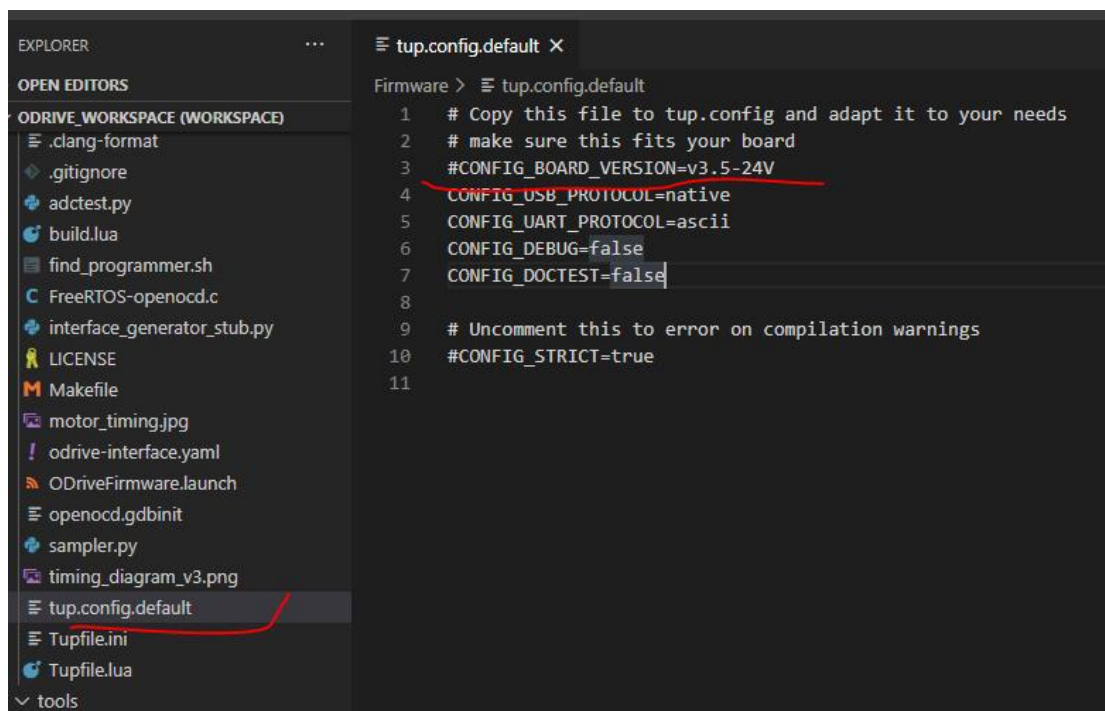 EXPLORER
...
tup.config.default
OPEN EDITORS
Firmware > tup.config.default
ODRIVE_WORKSPACE (WORKSPACE)
.clang-format
.gitignore
adctest.py
build.lua
find_programmer.sh
C FreeRTOS-openocd.c
interface_generator_stub.py
LICENSE
M Makefile
motor_timing.jpg
! odrive-interface.yaml
ODriveFirmware.launch
openocd.gdbinit
sampler.py
timing_diagram_v3.png
tup.config.default
Tupfile.ini
Tupfile.lua
tools
1 # Copy this file to tup.config and adapt it to your needs
2 # make sure this fits your board
3 #CONFIG_BOARD_VERSION=v3.5-24V
4 CONFIG_USB_PROTOCOL=native
5 CONFIG_UART_PROTOCOL=ascii
6 CONFIG_DEBUG=false
7 CONFIG_DOCTEST=false
8
9 # Uncomment this to error on compilation warnings
10 #CONFIG_STRICT=true
11